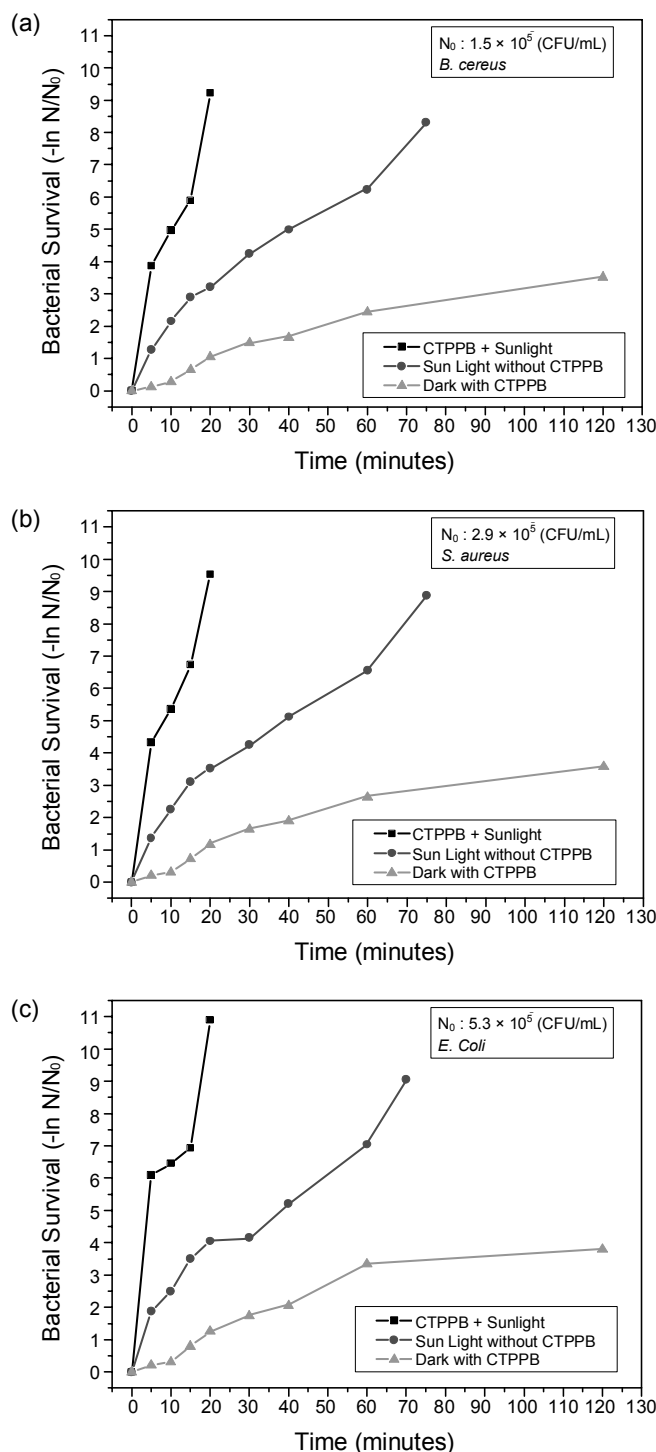 (a)
N₀ : 1.5 × 10⁵ (CFU/mL)
B. cereus
Bacterial Survival (-In N/N₀)
11
10
9
8
7
6
5
4
3
2
1
0
CTPPB + Sunlight
Sun Light without CTPPB
Dark with CTPPB
0 10 20 30 40 50 60 70 80 90 100 110 120 130
Time (minutes)
(b)
N₀ : 2.9 × 10⁵ (CFU/mL)
S. aureus
Bacterial Survival (-In N/N₀)
11
10
9
8
7
6
5
4
3
2
1
0
CTPPB + Sunlight
Sun Light without CTPPB
Dark with CTPPB
0 10 20 30 40 50 60 70 80 90 100 110 120 130
Time (minutes)
(c)
N₀ : 5.3 × 10⁵ (CFU/mL)
E. Coli
Bacterial Survival (-In N/N₀)
11
10
9
8
7
6
5
4
3
2
1
0
CTPPB + Sunlight
Sun Light without CTPPB
Dark with CTPPB
0 10 20 30 40 50 60 70 80 90 100 110 120 130
Time (minutes)